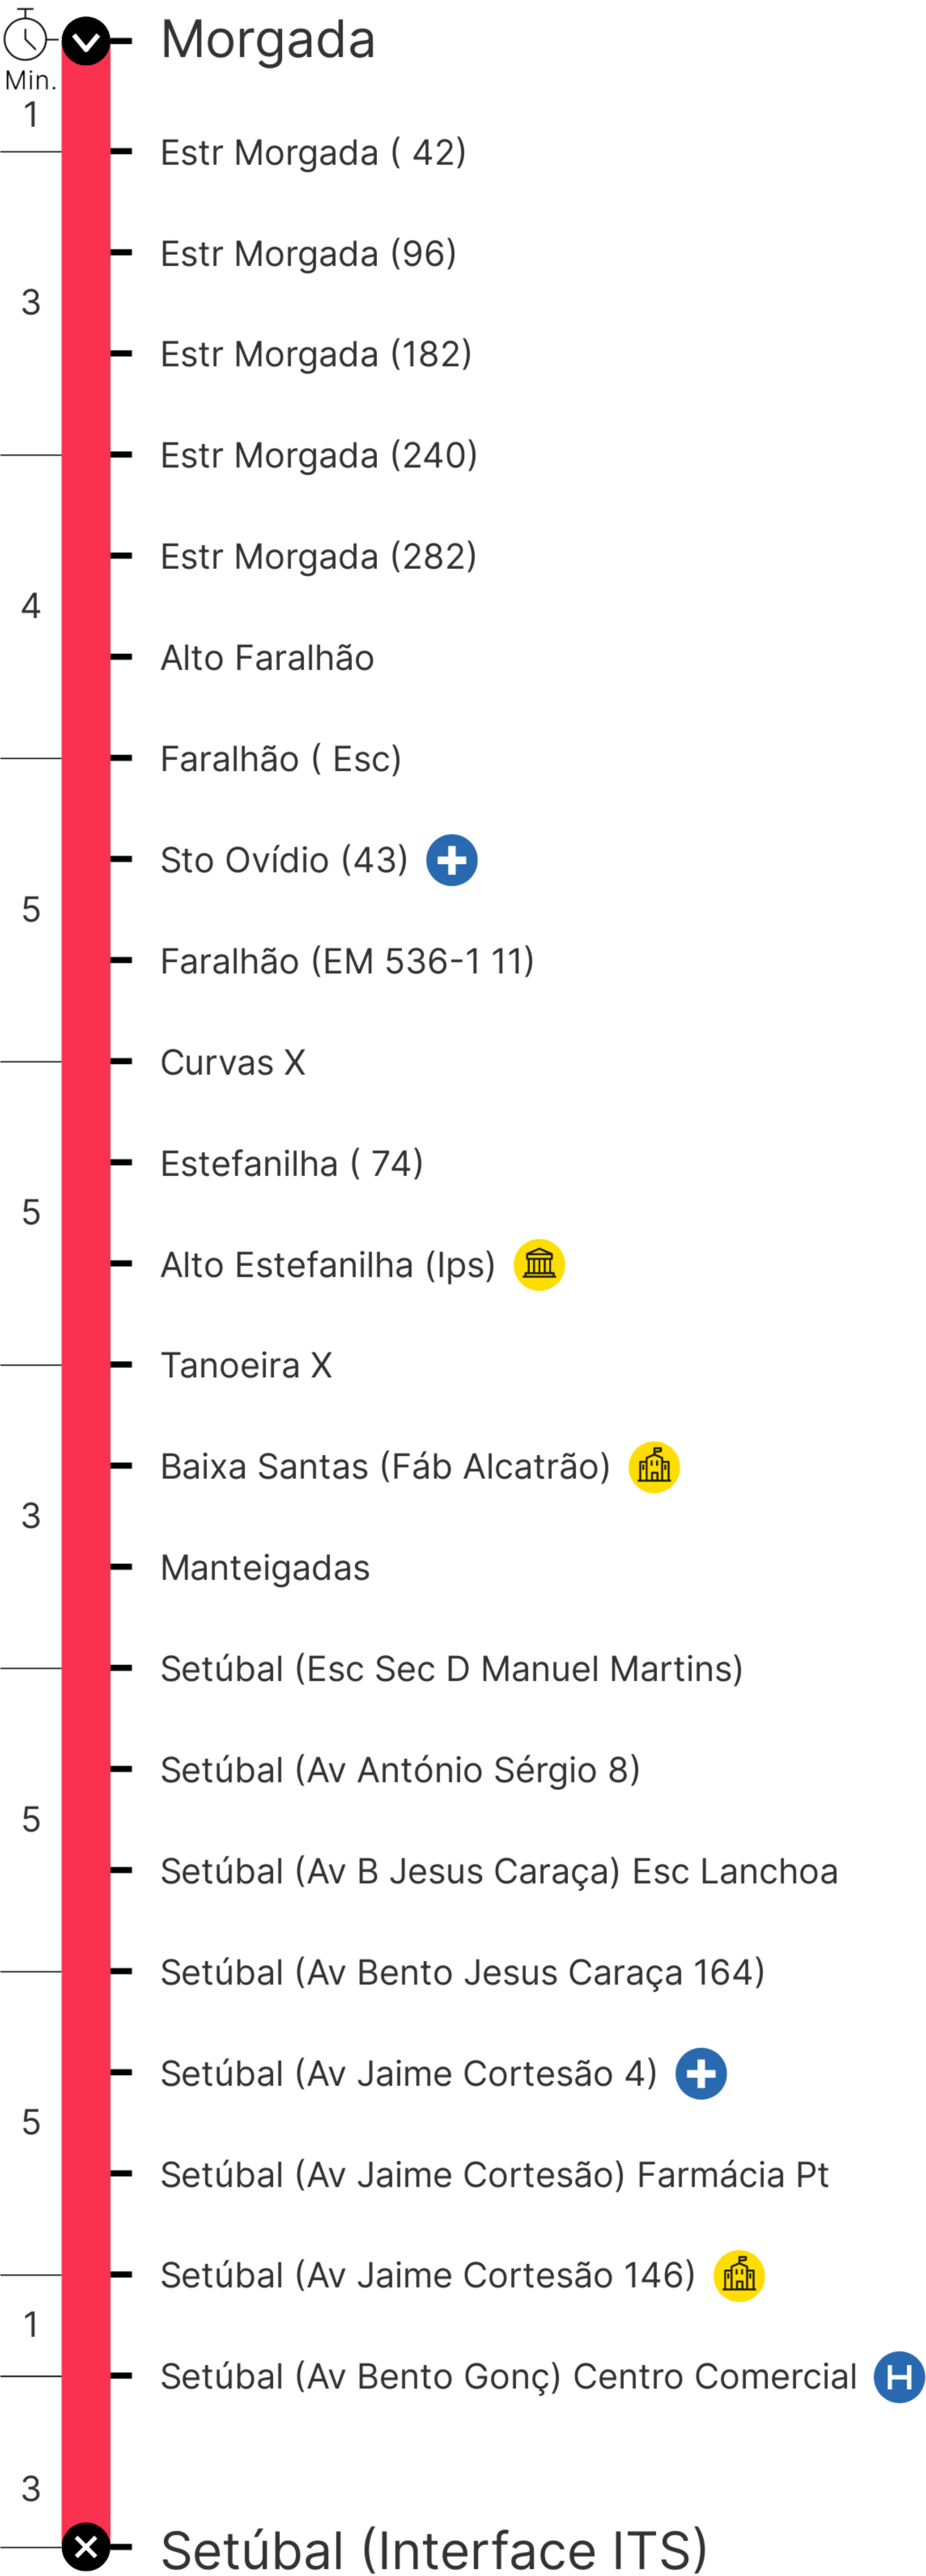 Morgada
Min.
1
Estr Morgada ( 42)
Estr Morgada (96)
3
Estr Morgada (182)
Estr Morgada (240)
Estr Morgada (282)
4
Alto Faralhão
Faralhão ( Esc)
Sto Ovídio (43)
5
Faralhão (EM 536-1 11)
Curvas X
Estefanilha ( 74)
5
Alto Estefanilha (Ips)
Tanoeira X
Baixa Santas (Fáb Alcatrão)
3
Manteigadas
Setúbal (Esc Sec D Manuel Martins)
Setúbal (Av António Sérgio 8)
5
Setúbal (Av B Jesus Caraça) Esc Lanchoa
Setúbal (Av Bento Jesus Caraça 164)
Setúbal (Av Jaime Cortesão 4)
5
Setúbal (Av Jaime Cortesão) Farmácia Pt
Setúbal (Av Jaime Cortesão 146)
1
Setúbal (Av Bento Gonç) Centro Comercial H
3
Setúbal (Interface ITS)